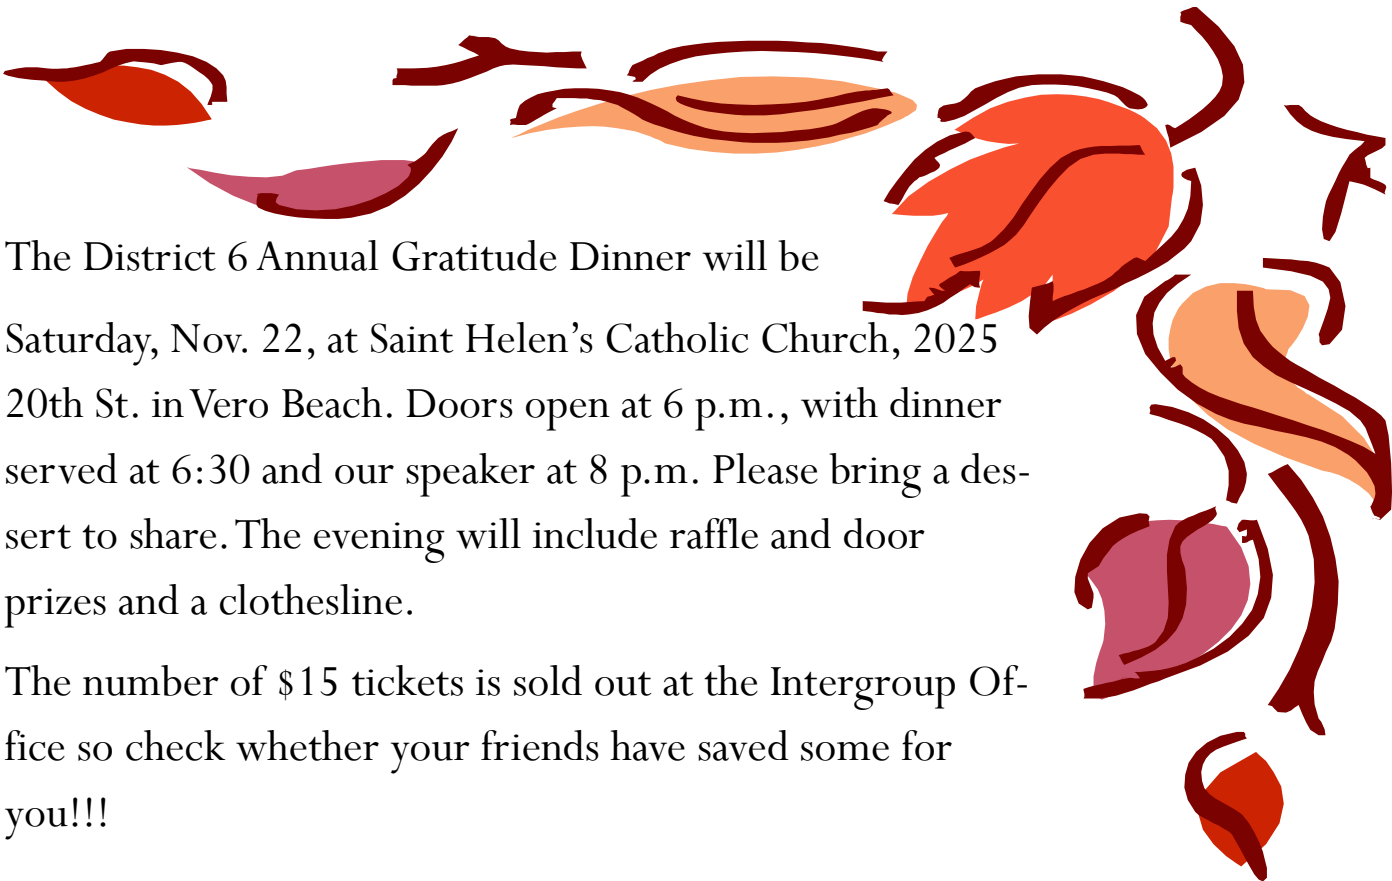 The District 6 Annual Gratitude Dinner will be
Saturday, Nov. 22, at Saint Helen’s Catholic Church, 2025
20th St. in Vero Beach. Doors open at 6 p.m., with dinner
served at 6:30 and our speaker at 8 p.m. Please bring a des-
sert to share. The evening will include raffle and door
prizes and a clothesline.
The number of $15 tickets is sold out at the Intergroup Of-
fice so check whether your friends have saved some for
you!!!